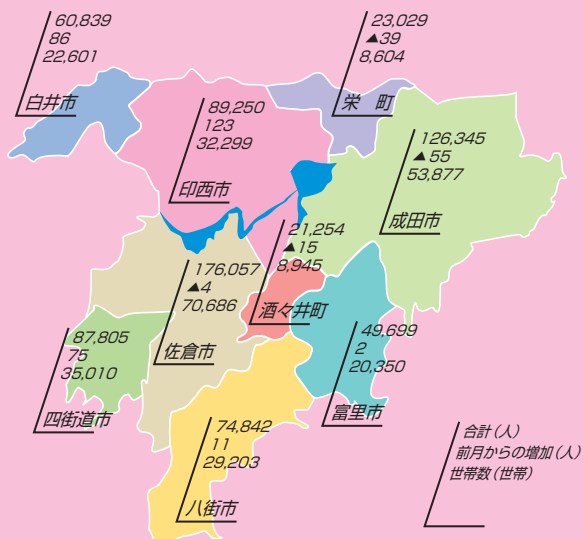 60,839
86
22,601
白井市
23,029
▲39
8,604
栄　町
89,250
123
32,299
印西市
126,345
▲55
53,877
成田市
21,254
▲15
8,945
酒々井町
176,057
▲4
70,686
佐倉市
87,805
75
35,010
四街道市
49,699
2
20,350
富里市
74,842
11
29,203
八街市
合計（人）
前月からの増加（人）
世帯数（世帯）